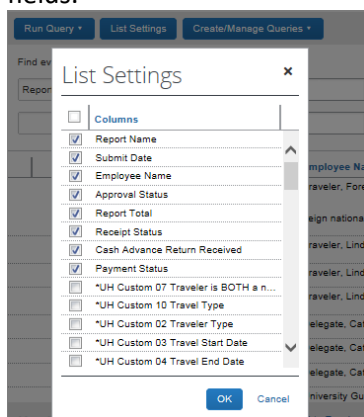 fields.
Run Query
List Settings
Create/Manage Queries
Find ev
Repor
List Settings
×
Columns
Report Name
Submit Date
Employee Name
Approval Status
Report Total
Receipt Status
Cash Advance Return Received
Payment Status
*UH Custom 07 Traveler is BOTH a n...
*UH Custom 10 Travel Type
*UH Custom 02 Traveler Type
*UH Custom 03 Travel Start Date
*UH Custom 04 Travel End Date
OK Cancel
mployee Na
raveler, Fore
eign nationa
raveler, Lind
raveler, Lind
raveler, Lind
elegate, Cat
elegate, Cat
elegate, Cat
niversity Gu